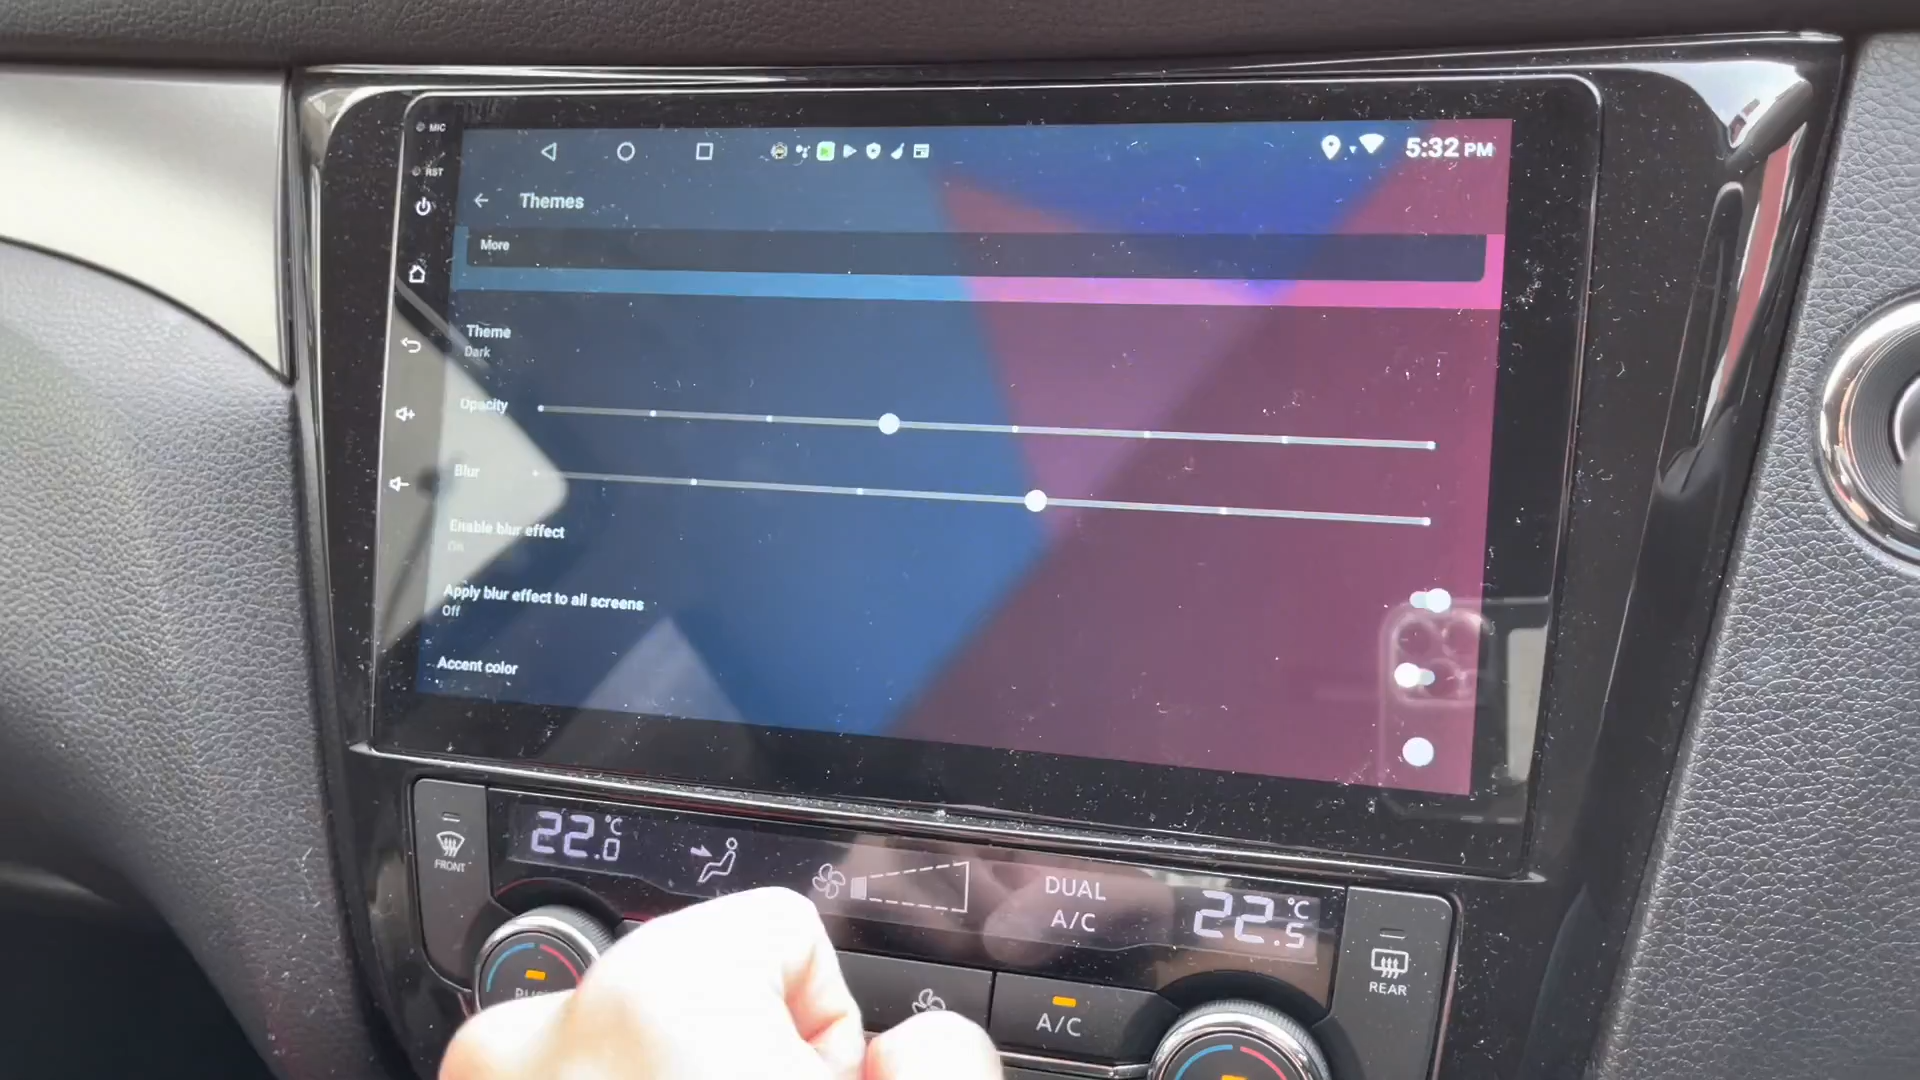 MIC
RST
5:32 PM
Themes
More
Theme
Dark
Opacity
Blur
Enable blur effect
On
Apply blur effect to all screens
Off
Accent color
22.0 °C
DUAL
A/C
22.5 °C
FRONT
REAR
A/C